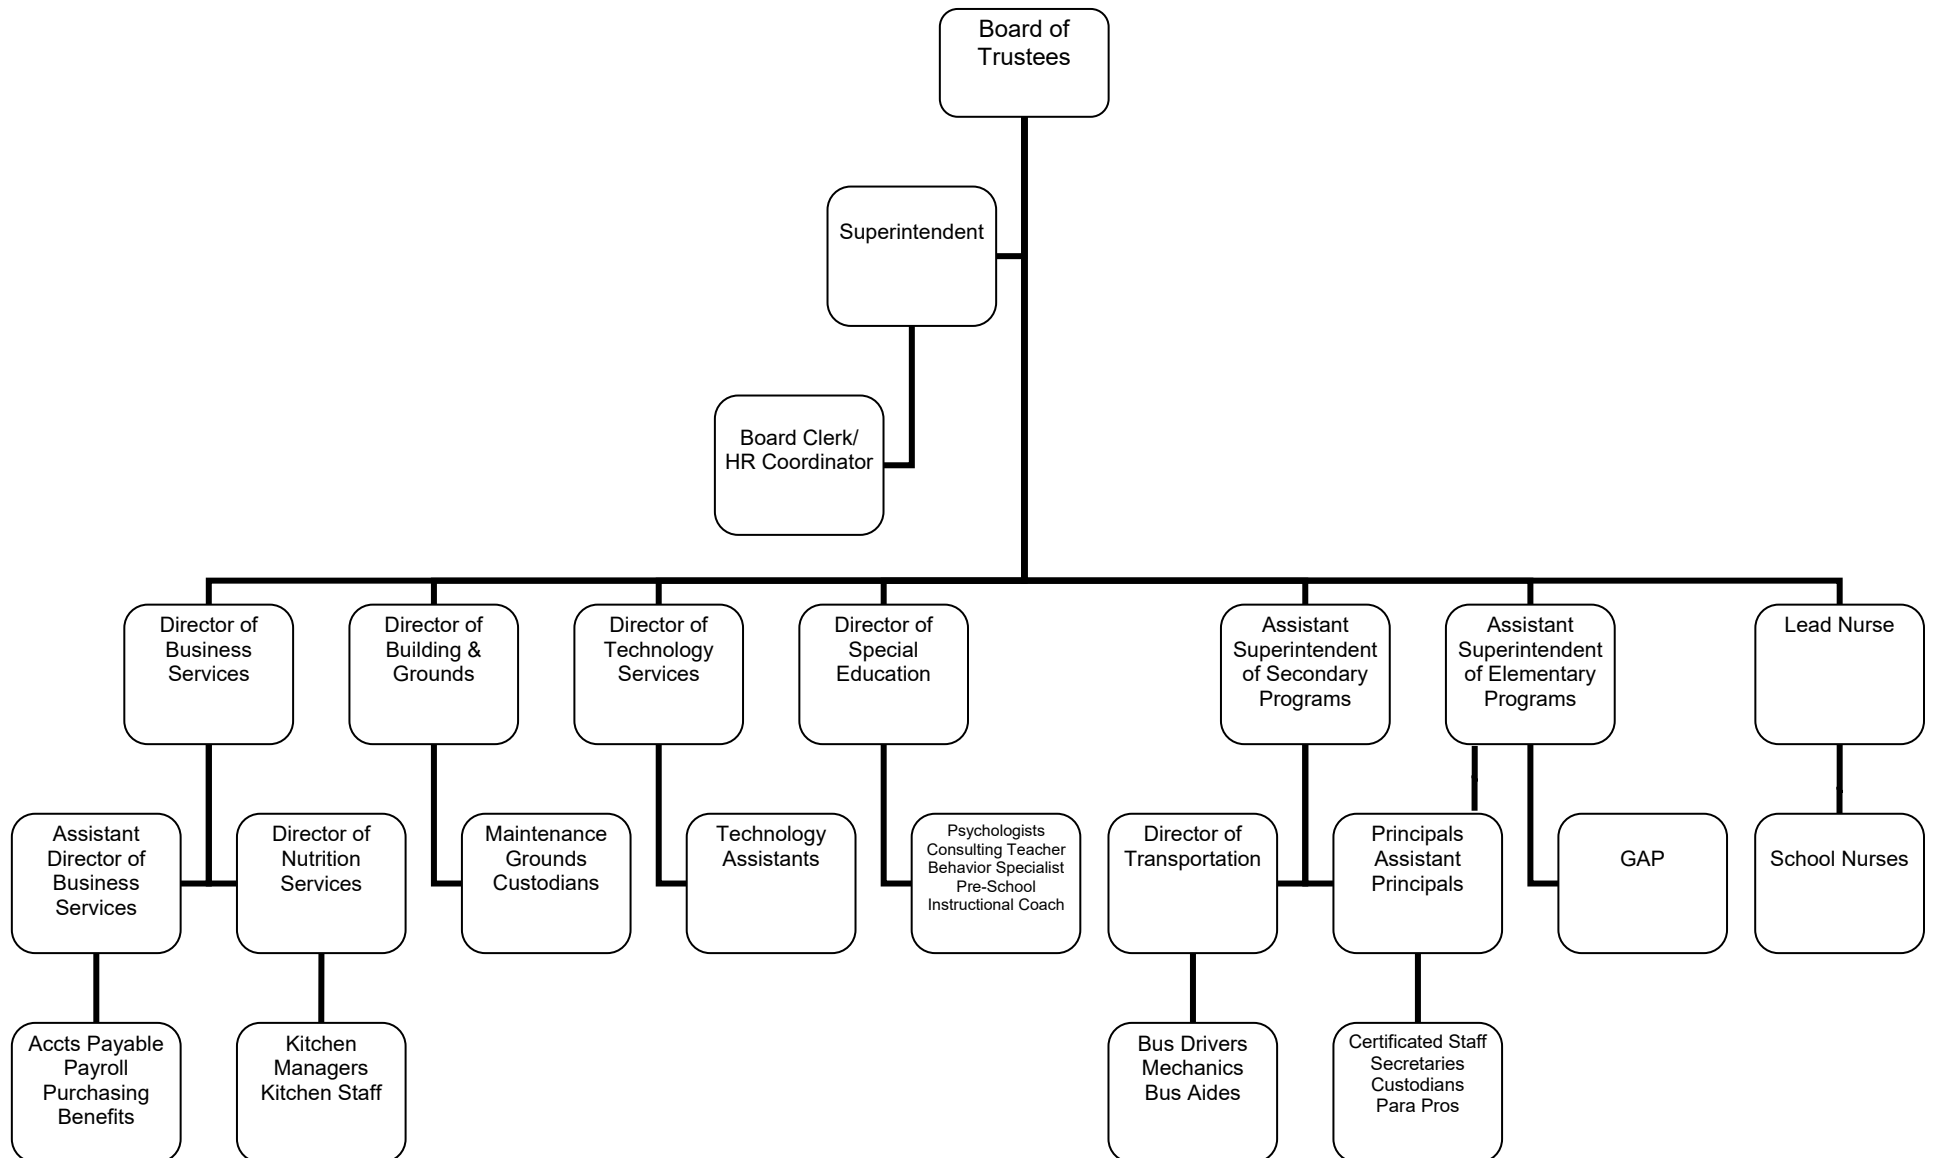 Board of
Trustees
Superintendent
Board Clerk/
HR Coordinator
Director of
Business
Services
Director of
Building &
Grounds
Director of
Technology
Services
Director of
Special
Education
Assistant
Superintendent
of Secondary
Programs
Assistant
Superintendent
of Elementary
Programs
Lead Nurse
Assistant
Director of
Business
Services
Director of
Nutrition
Services
Maintenance
Grounds
Custodians
Technology
Assistants
Psychologists
Consulting Teacher
Behavior Specialist
Pre-School
Instructional Coach
Director of
Transportation
Principals
Assistant
Principals
GAP
School Nurses
Accts Payable
Payroll
Purchasing
Benefits
Kitchen
Managers
Kitchen Staff
Bus Drivers
Mechanics
Bus Aides
Certificated Staff
Secretaries
Custodians
Para Pros